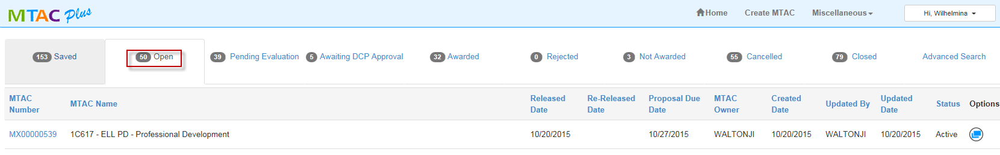 MTAC Plus Home Create MTAC Miscellaneous Hi, Wilhelmina
153 Saved 50 Open 39 Pending Evaluation 5 Awaiting DCP Approval 32 Awarded 0 Rejected 3 Not Awarded 55 Cancelled 79 Closed Advanced Search
MTAC Number MTAC Name Released Date Re-Released Date Proposal Due Date MTAC Owner Created Date Updated By Updated Date Status Options
MX00000539 1C617 - ELL PD - Professional Development 10/20/2015 10/27/2015 WALTONJI 10/20/2015 WALTONJI 10/20/2015 Active